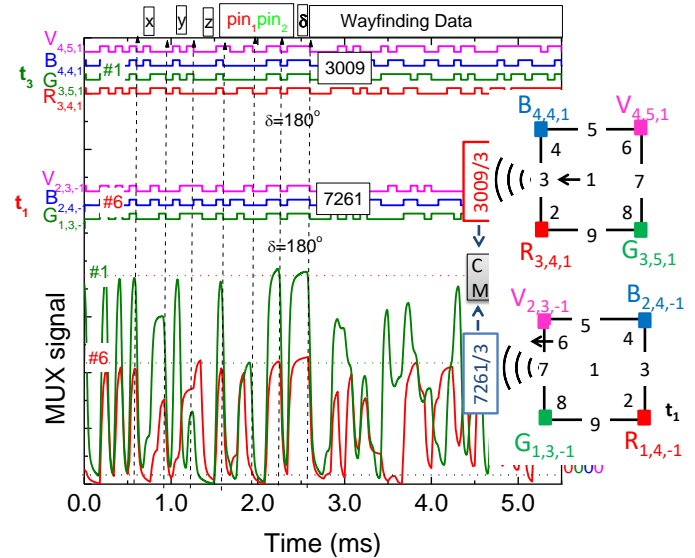 x y z pin₁pin₂ δ Wayfinding Data
V4,5,1
B4,4,1
G3,5,1
R3,4,1
t₃
#1
3009
δ=180°
V2,3,-1
B2,4,-1
G1,3,-1
t₁
#6
7261
δ=180°
#1
#6
MUX signal
0.0 1.0 2.0 3.0 4.0 5.0
Time (ms)
3009/3
C
M
7261/3
B4,4,1 V4,5,1
5
4 6
3 1 7
2 8
9
R3,4,1 G3,5,1
V2,3,-1 B2,4,-1
5
6 4
7 1 3
8 2
9
t₁
G1,3,-1 R1,4,-1